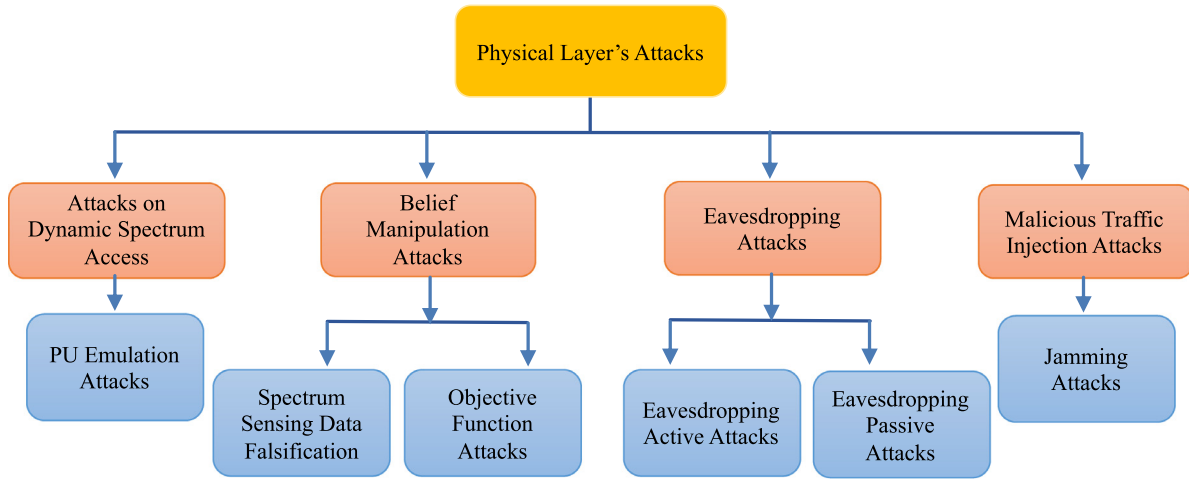 Physical Layer’s Attacks
Attacks on
Dynamic Spectrum
Access
Belief
Manipulation
Attacks
Eavesdropping
Attacks
Malicious Traffic
Injection Attacks
PU Emulation
Attacks
Spectrum
Sensing Data
Falsification
Objective
Function
Attacks
Eavesdropping
Active Attacks
Eavesdropping
Passive
Attacks
Jamming
Attacks